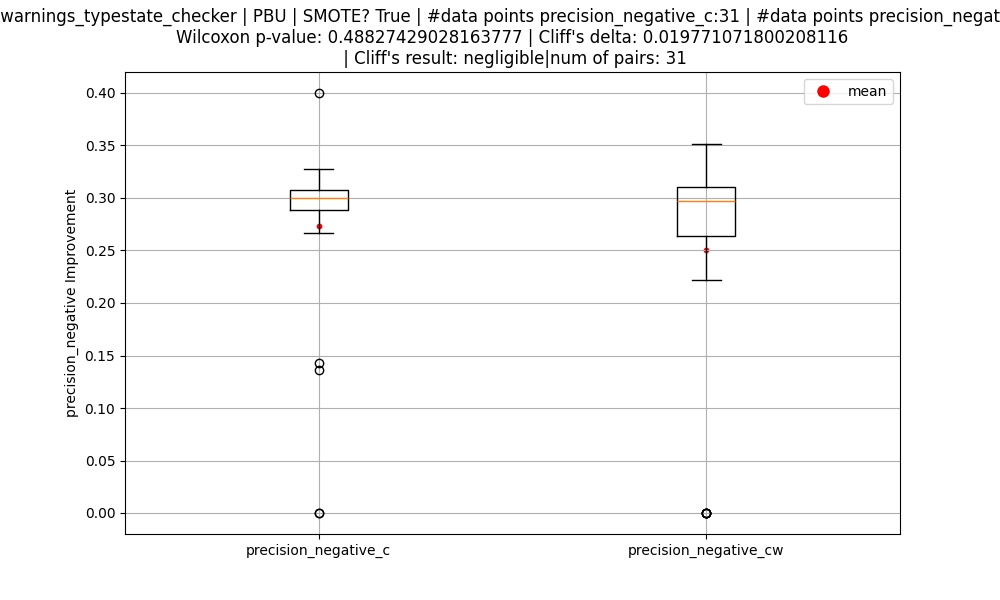 warnings_typestate_checker | PBU | SMOTE? True | #data points precision_negative_c:31 | #data points
Wilcoxon p-value: 0.48827429028163777 | Cliff's delta: 0.019771071800208116
| Cliff's result: negligible|num of pairs: 31
mean
0.40
0.35
0.30
0.25
0.20
0.15
0.10
0.05
0.00
precision_negative Improvement
precision_negative_c
precision_negative_cw